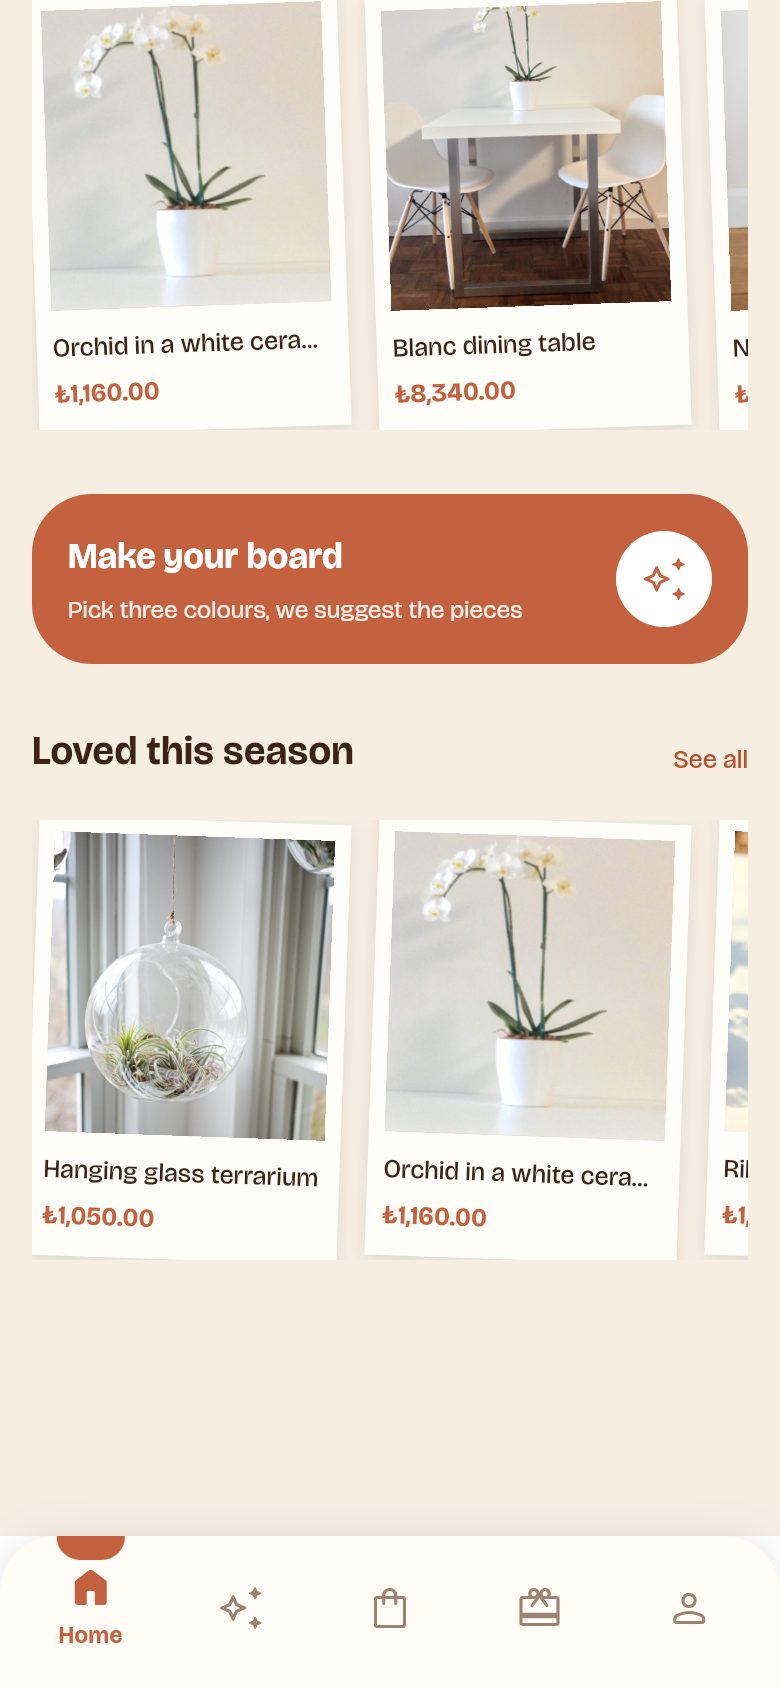 Orchid in a white cera...
₺1,160.00
Blanc dining table
₺8,340.00
N
₺
Make your board
Pick three colours, we suggest the pieces
Loved this season
See all
Hanging glass terrarium
₺1,050.00
Orchid in a white cera...
₺1,160.00
₺1,
Home